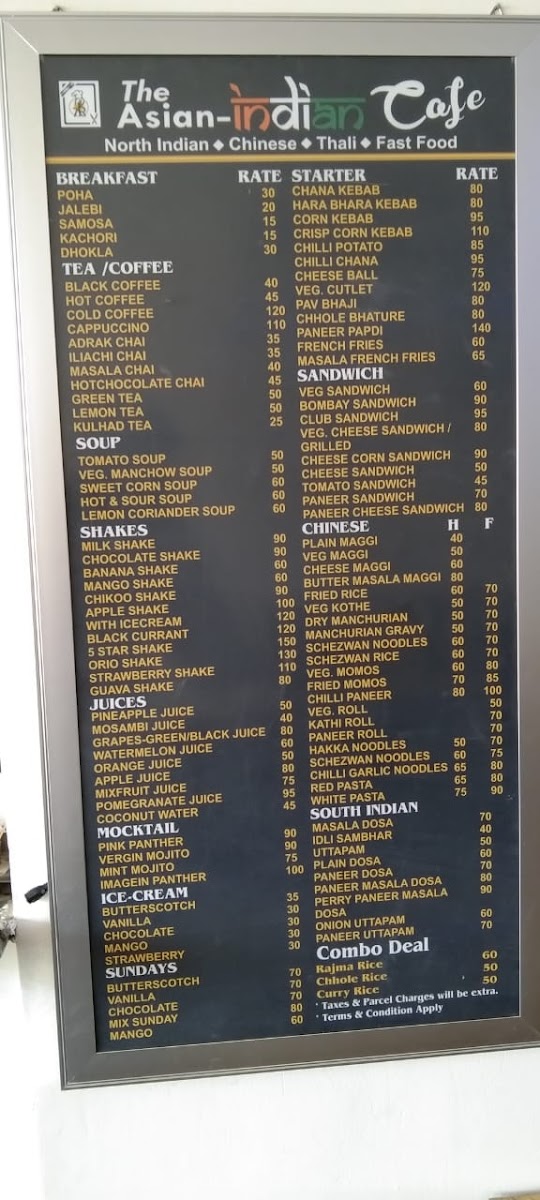 The
Asian-indian Cafe
North Indian ◆ Chinese ◆ Thali ◆ Fast Food
BREAKFAST RATE
POHA 30
JALEBI 20
SAMOSA 15
KACHORI 15
DHOKLA 30
TEA /COFFEE
BLACK COFFEE 40
HOT COFFEE 45
COLD COFFEE 120
CAPPUCCINO 110
ADRAK CHAI 35
ILIACHI CHAI 35
MASALA CHAI 40
HOTCHOCOLATE CHAI 45
GREEN TEA 50
LEMON TEA 50
KULHAD TEA 25
SOUP
TOMATO SOUP 50
VEG. MANCHOW SOUP 50
SWEET CORN SOUP 60
HOT & SOUR SOUP 60
LEMON CORIANDER SOUP 60
SHAKES
MILK SHAKE 90
CHOCOLATE SHAKE 90
BANANA SHAKE 60
MANGO SHAKE 60
CHIKOO SHAKE 90
APPLE SHAKE 100
WITH ICECREAM 120
BLACK CURRANT 120
5 STAR SHAKE 150
ORIO SHAKE 130
STRAWBERRY SHAKE 110
GUAVA SHAKE 80
JUICES
PINEAPPLE JUICE 50
MOSAMBI JUICE 40
GRAPES-GREEN/BLACK JUICE 80
WATERMELON JUICE 60
ORANGE JUICE 50
APPLE JUICE 80
MIXFRUIT JUICE 75
POMEGRANATE JUICE 95
COCONUT WATER 45
MOCKTAIL
PINK PANTHER 90
VERGIN MOJITO 90
MINT MOJITO 75
IMAGEIN PANTHER 100
ICE-CREAM
BUTTERSCOTCH 35
VANILLA 30
CHOCOLATE 30
MANGO 30
STRAWBERRY
SUNDAYS
BUTTERSCOTCH 70
VANILLA 70
CHOCOLATE 80
MIX SUNDAY 60
MANGO
STARTER RATE
CHANA KEBAB 80
HARA BHARA KEBAB 80
CORN KEBAB 95
CRISP CORN KEBAB 110
CHILLI POTATO 85
CHILLI CHANA 95
CHEESE BALL 75
VEG. CUTLET 120
PAV BHAJI 80
CHHOLE BHATURE 80
PANEER PAPDI 140
FRENCH FRIES 60
MASALA FRENCH FRIES 65
SANDWICH
VEG SANDWICH 60
BOMBAY SANDWICH 90
CLUB SANDWICH 95
VEG. CHEESE SANDWICH / 80
GRILLED
CHEESE CORN SANDWICH 90
CHEESE SANDWICH 50
TOMATO SANDWICH 45
PANEER SANDWICH 70
PANEER CHEESE SANDWICH 80
CHINESE H F
PLAIN MAGGI 40
VEG MAGGI 50
CHEESE MAGGI 60
BUTTER MASALA MAGGI 80
FRIED RICE 60 70
VEG KOTHE 50 70
DRY MANCHURIAN 50 70
MANCHURIAN GRAVY 50 70
SCHEZWAN NOODLES 60 70
SCHEZWAN RICE 60 70
VEG. MOMOS 60 80
FRIED MOMOS 70 85
CHILLI PANEER 80 100
VEG. ROLL 50
KATHI ROLL 70
PANEER ROLL 70
HAKKA NOODLES 50 70
SCHEZWAN NOODLES 60 75
CHILLI GARLIC NOODLES 65 80
RED PASTA 65 80
WHITE PASTA 75 90
SOUTH INDIAN
MASALA DOSA 70
IDLI SAMBHAR 40
UTTAPAM 50
PLAIN DOSA 60
PANEER DOSA 70
PANEER MASALA DOSA 80
PERRY PANEER MASALA 90
DOSA
ONION UTTAPAM 60
PANEER UTTAPAM 70
Combo Deal
Rajma Rice 60
Chhole Rice 50
Curry Rice 50
* Taxes & Parcel Charges will be extra.
* Terms & Condition Apply